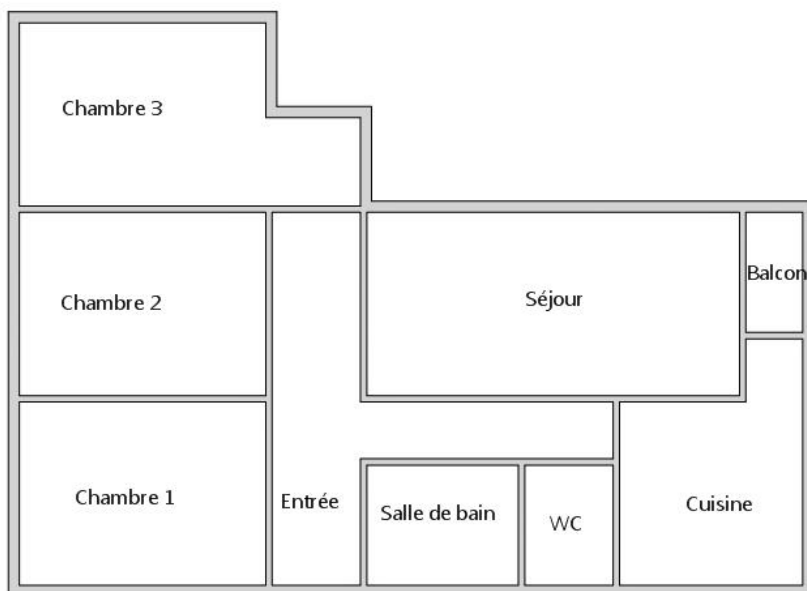 Chambre 3
Chambre 2
Séjour
Balcon
Chambre 1
Entrée
Salle de bain
WC
Cuisine